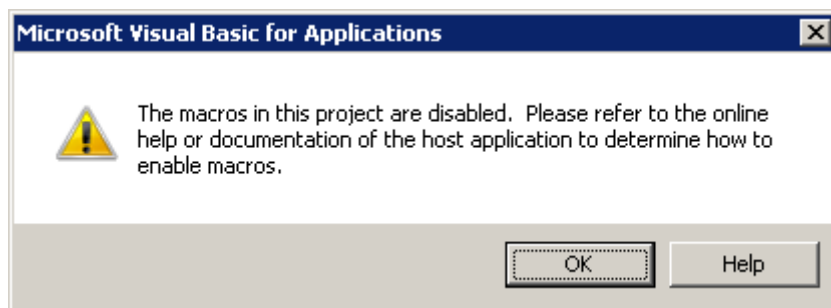 Microsoft Visual Basic for Applications
The macros in this project are disabled.  Please refer to the online
help or documentation of the host application to determine how to
enable macros.
OK
Help